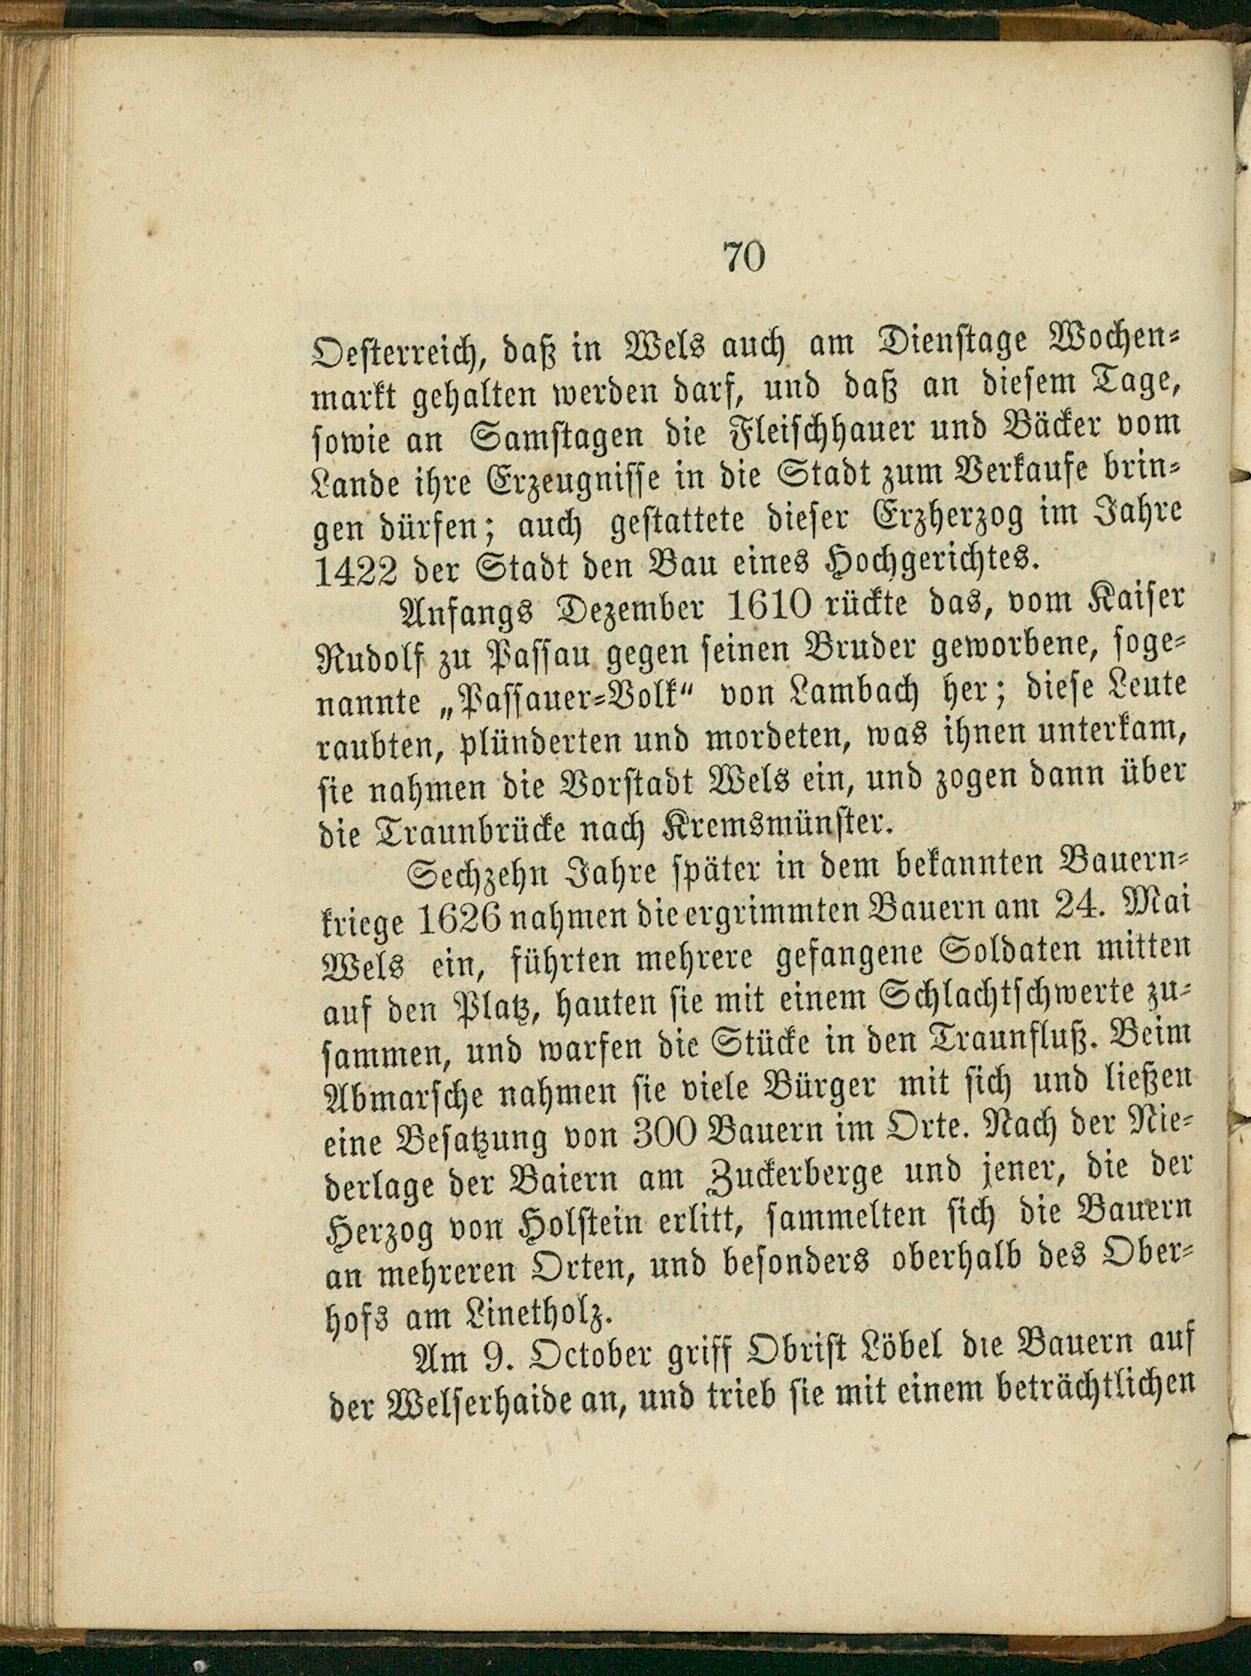 70
Oesterreich, daß in Wels auch am Dienstage Wochen-
markt gehalten werden darf, und daß an diesem Tage,
sowie an Samstagen die Fleischhauer und Bäcker vom
Lande ihre Erzeugnisse in die Stadt zum Verkaufe brin-
gen dürfen; auch gestattete dieser Erzherzog im Jahre
1422 der Stadt den Bau eines Hochgerichtes.
Anfangs Dezember 1610 rückte das, vom Kaiser
Rudolf zu Passau gegen seinen Bruder geworbene, soge-
nannte „Passauer-Volk“ von Lambach her; diese Leute
raubten, plünderten und mordeten, was ihnen unterkam,
sie nahmen die Vorstadt Wels ein, und zogen dann über
die Traunbrücke nach Kremsmünster.
Sechzehn Jahre später in dem bekannten Bauern-
kriege 1626 nahmen die ergrimmten Bauern am 24. Mai
Wels ein, führten mehrere gefangene Soldaten mitten
auf den Platz, hauten sie mit einem Schlachtschwerte zu-
sammen, und warfen die Stücke in den Traunfluß. Beim
Abmarsche nahmen sie viele Bürger mit sich und ließen
eine Besatzung von 300 Bauern im Orte. Nach der Nie-
derlage der Baiern am Zuckerberge und jener, die der
Herzog von Holstein erlitt, sammelten sich die Bauern
an mehreren Orten, und besonders oberhalb des Ober-
hofs am Linetholz.
Am 9. October griff Obrist Löbel die Bauern auf
der Welserhaide an, und trieb sie mit einem beträchtlichen